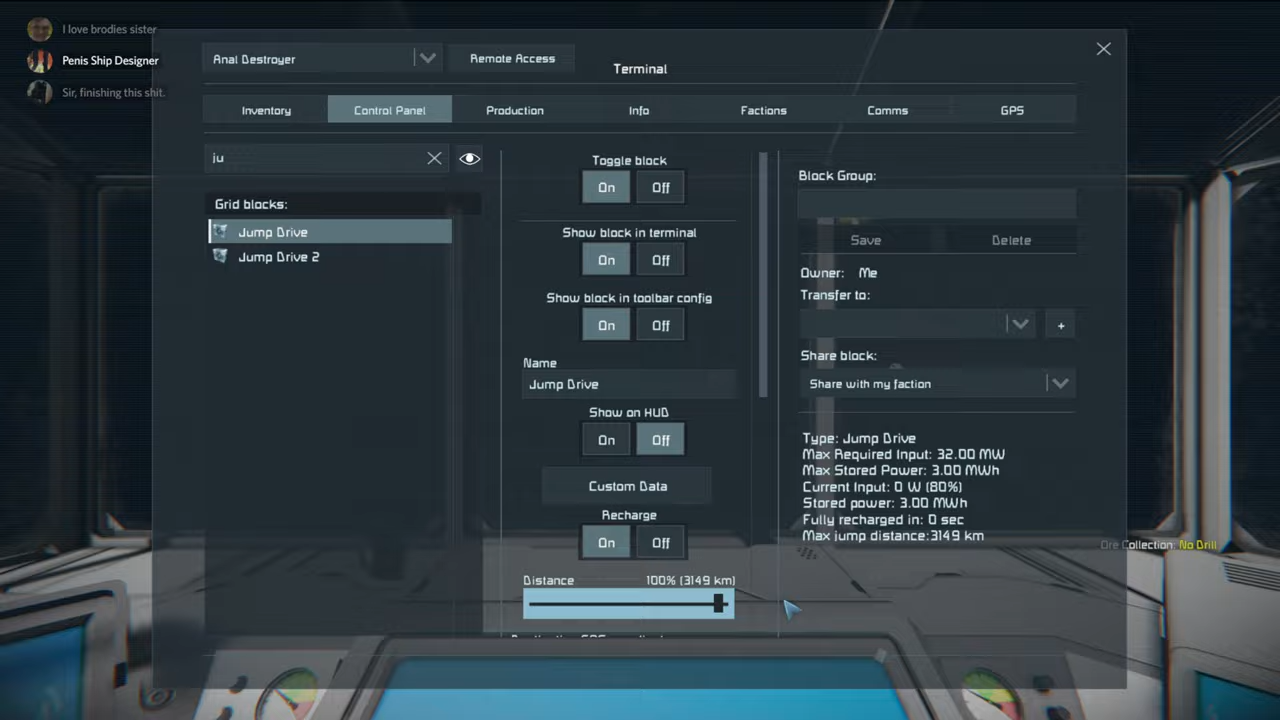 I love brodies sister
Penis Ship Designer
Sir, finishing this shit.
Anal Destroyer
Remote Access
Terminal
Inventory
Control Panel
Production
Info
Factions
Comms
GPS
ju
Grid blocks:
Jump Drive
Jump Drive 2
Toggle block
On Off
Show block in terminal
On Off
Show block in toolbar config
On Off
Name
Jump Drive
Show on HUD
On Off
Custom Data
Recharge
On Off
Distance 100% (3149 km)
Block Group:
Save Delete
Owner: Me
Transfer to:
+
Share block:
Share with my faction
Type: Jump Drive
Max Required Input: 32.00 MW
Max Stored Power: 3.00 MWh
Current Input: 0 W (80%)
Stored power: 3.00 MWh
Fully recharged in: 0 sec
Max jump distance:3149 km
Ore Collection: No Drill